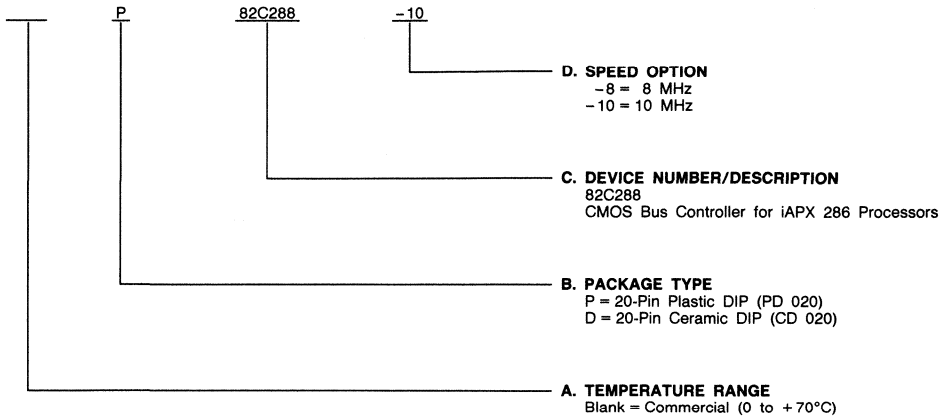 P 82C288 -10
D. SPEED OPTION
-8 = 8 MHz
-10 = 10 MHz
C. DEVICE NUMBER/DESCRIPTION
82C288
CMOS Bus Controller for iAPX 286 Processors
B. PACKAGE TYPE
P = 20-Pin Plastic DIP (PD 020)
D = 20-Pin Ceramic DIP (CD 020)
A. TEMPERATURE RANGE
Blank = Commercial (0 to +70°C)